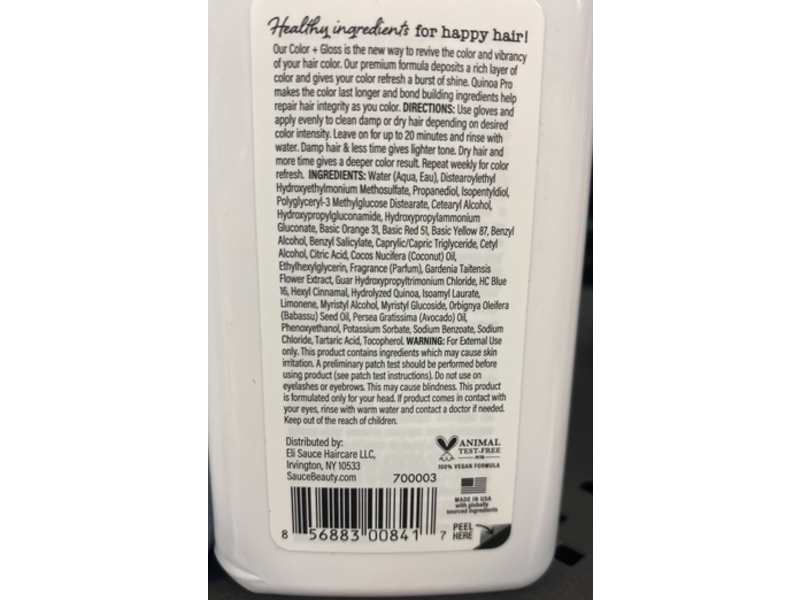 Healthy ingredients for happy hair!
Our Color + Gloss is the new way to revive the color and vibrancy
of your hair color. Our premium formula deposits a rich layer of
color and gives your color refresh a burst of shine. Quinoa Pro
makes the color last longer and bond building ingredients help
repair hair integrity as you color. DIRECTIONS: Use gloves and
apply evenly to clean damp or dry hair depending on desired
color intensity. Leave on for up to 20 minutes and rinse with
water. Damp hair & less time gives lighter tone. Dry hair and
more time gives a deeper color result. Repeat weekly for color
refresh. INGREDIENTS: Water (Aqua, Eau), Distearoylethyl
Hydroxyethylmonium Methosulfate, Propanediol, Isopentyldiol,
Polyglyceryl-3 Methylglucose Distearate, Cetearyl Alcohol,
Hydroxypropylgluconamide, Hydroxypropylammonium
Gluconate, Basic Orange 31, Basic Red 51, Basic Yellow 87, Benzyl
Alcohol, Benzyl Salicylate, Caprylic/Capric Triglyceride, Cetyl
Alcohol, Citric Acid, Cocos Nucifera (Coconut) Oil,
Ethylhexylglycerin, Fragrance (Parfum), Gardenia Taitensis
Flower Extract, Guar Hydroxypropyltrimonium Chloride, HC Blue
16, Hexyl Cinnamal, Hydrolyzed Quinoa, Isoamyl Laurate,
Limonene, Myristyl Alcohol, Myristyl Glucoside, Orbignya Oleifera
(Babassu) Seed Oil, Persea Gratissima (Avocado) Oil,
Phenoxyethanol, Potassium Sorbate, Sodium Benzoate, Sodium
Chloride, Tartaric Acid, Tocopherol. WARNING: For External Use
only. This product contains ingredients which may cause skin
irritation. A preliminary patch test should be performed before
using product (see patch test instructions). Do not use on
eyelashes or eyebrows. This may cause blindness. This product
is formulated only for your head. If product comes in contact with
your eyes, rinse with warm water and contact a doctor if needed.
Keep out of the reach of children.
Distributed by:
Eli Sauce Haircare LLC,
Irvington, NY 10533
SauceBeauty.com
700003
ANIMAL
TEST-FREE
PETA
100% VEGAN FORMULA
MADE IN USA
with globally
sourced ingredients
PEEL
HERE
8 56883 00841 7